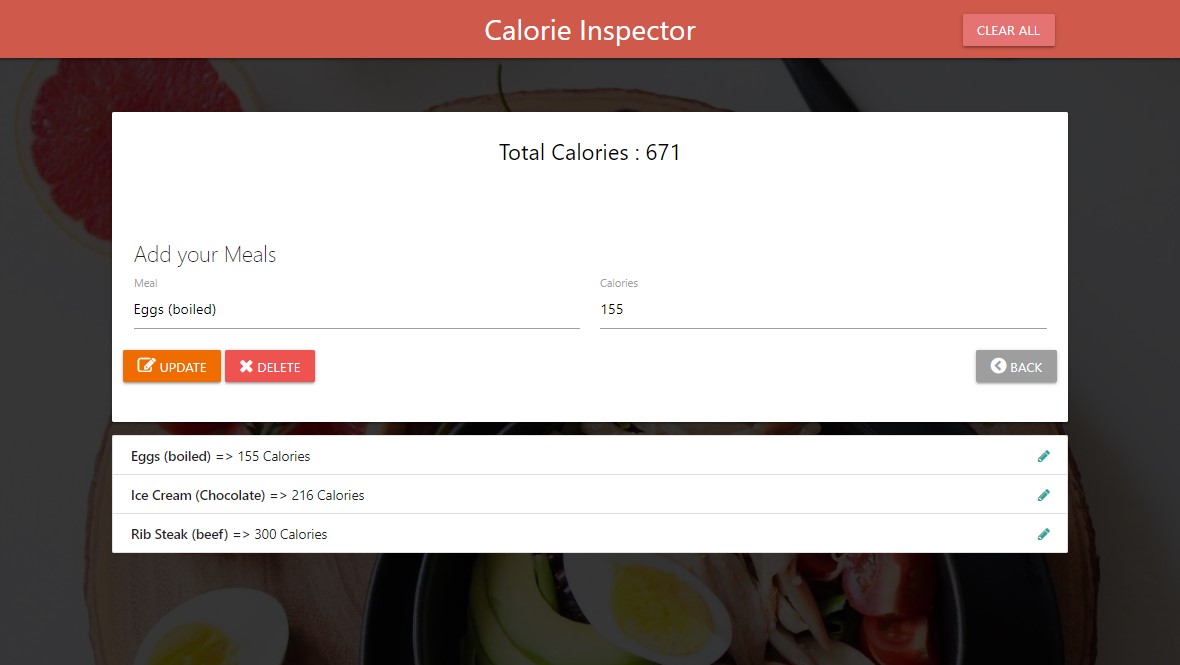 Calorie Inspector
CLEAR ALL
Total Calories : 671
Add your Meals
Meal
Calories
Eggs (boiled)
155
UPDATE
DELETE
BACK
Eggs (boiled) => 155 Calories
Ice Cream (Chocolate) => 216 Calories
Rib Steak (beef) => 300 Calories